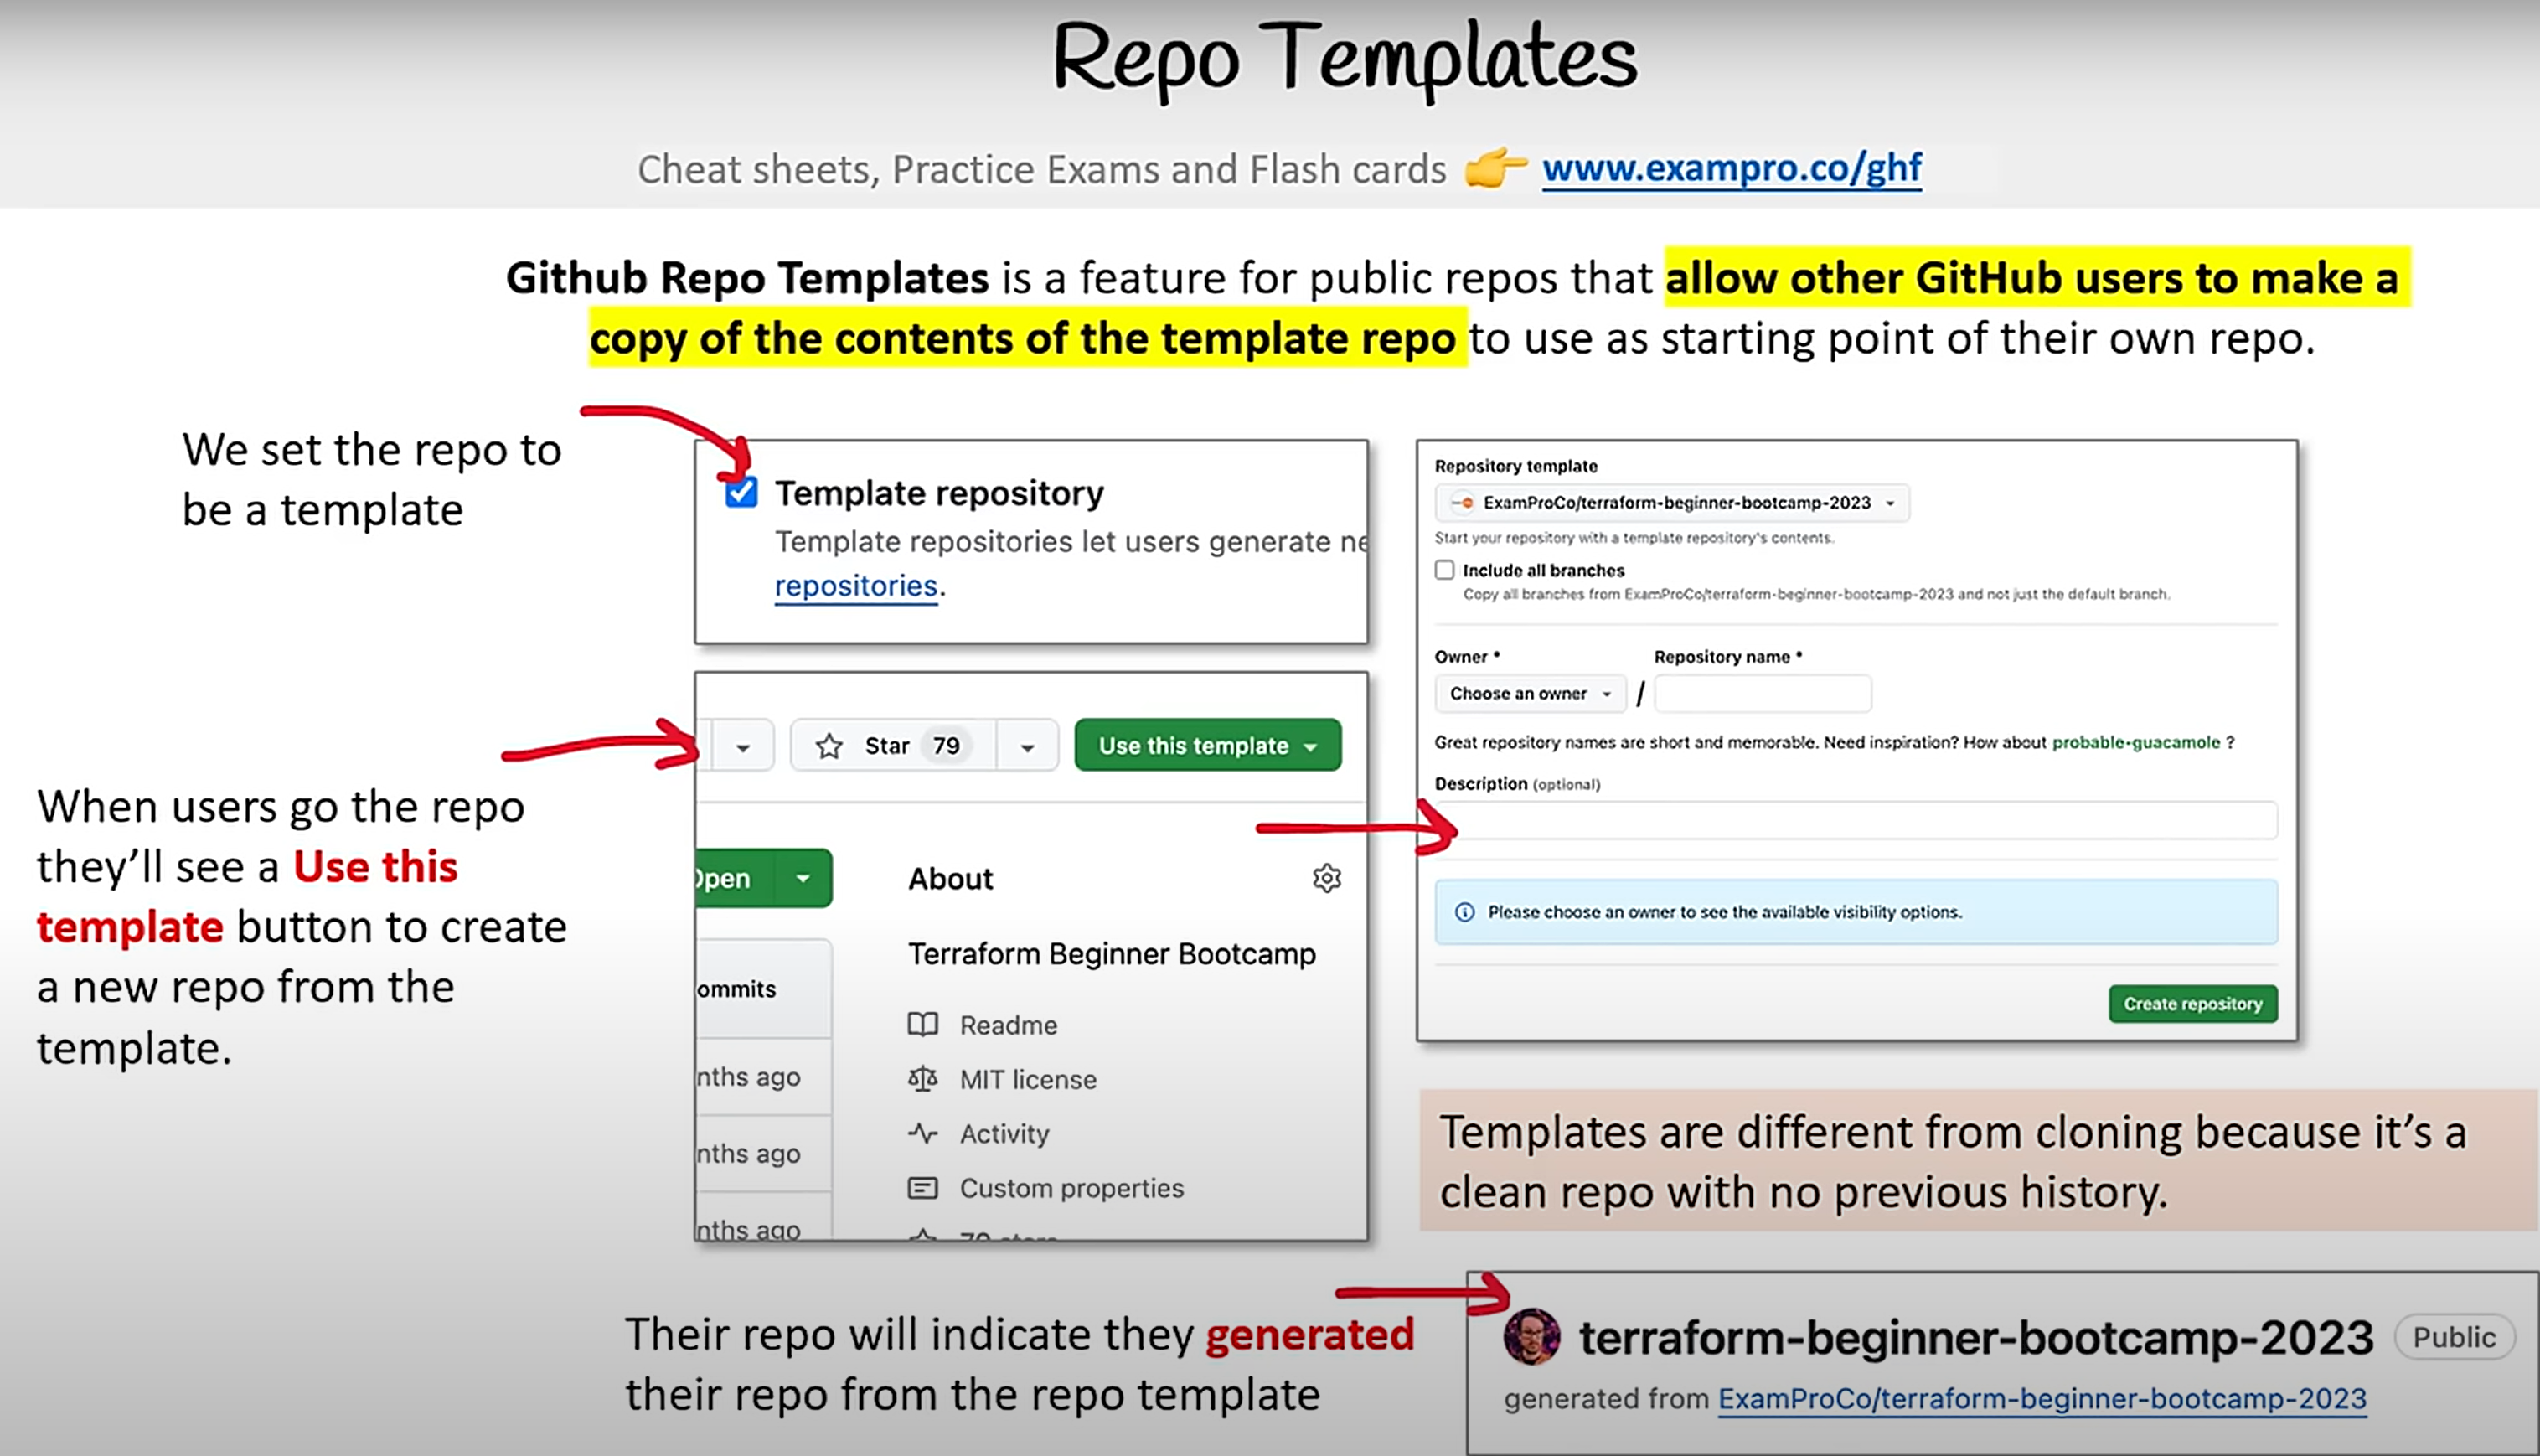 Repo Templates
Cheat sheets, Practice Exams and Flash cards 👉 www.exampro.co/ghf
Github Repo Templates is a feature for public repos that allow other GitHub users to make a
copy of the contents of the template repo to use as starting point of their own repo.
We set the repo to
be a template
Template repository
Template repositories let users generate ne
repositories.
When users go the repo
they’ll see a Use this
template button to create
a new repo from the
template.
Star 79
Use this template
Open
About
Terraform Beginner Bootcamp
ommits
Readme
nths ago
MIT license
Activity
nths ago
Custom properties
nths ago
79 stars
Repository template
ExamProCo/terraform-beginner-bootcamp-2023
Start your repository with a template repository's contents.
Include all branches
Copy all branches from ExamProCo/terraform-beginner-bootcamp-2023 and not just the default branch.
Owner * Repository name *
Choose an owner /
Great repository names are short and memorable. Need inspiration? How about probable-guacamole ?
Description (optional)
Please choose an owner to see the available visibility options.
Create repository
Templates are different from cloning because it’s a
clean repo with no previous history.
Their repo will indicate they generated
their repo from the repo template
terraform-beginner-bootcamp-2023 Public
generated from ExamProCo/terraform-beginner-bootcamp-2023